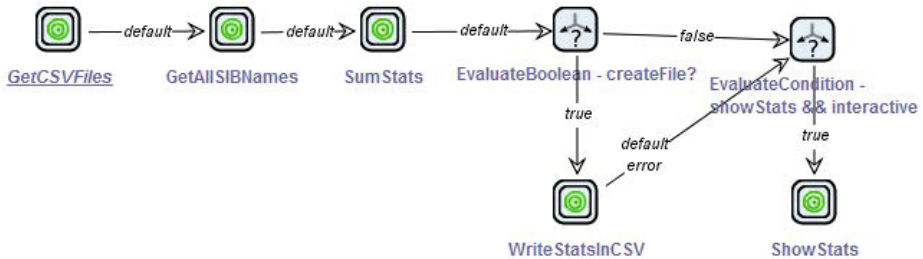 default
default
default
false
GetCSVFiles
GetAllSIBNames
SumStats
EvaluateBoolean - createFile?
EvaluateCondition -
showStats && interactive
true
true
default
error
WriteStatsInCSV
ShowStats